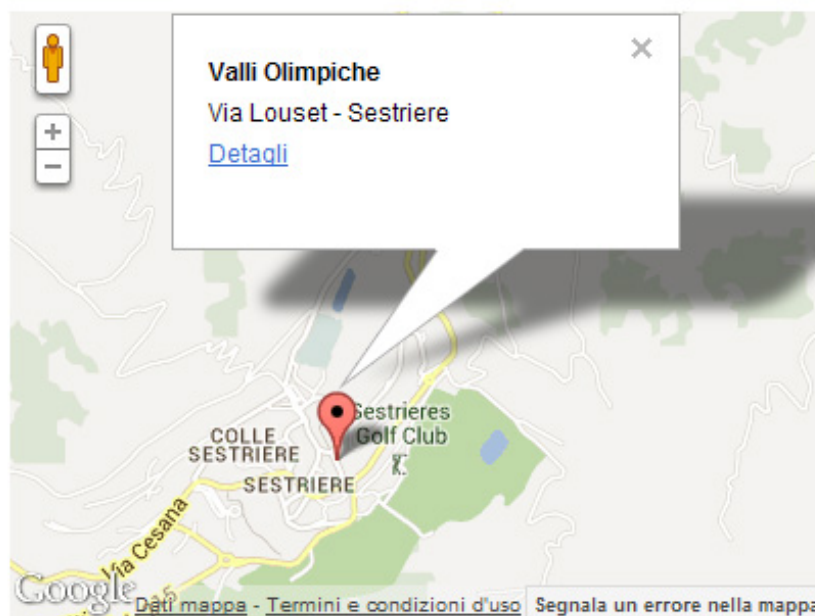 Valli Olimpiche
Via Louset - Sestriere
Detagli
Sestrieres
Golf Club
COLLE
SESTRIERE
SESTRIERE
Via Cesana
Google
Dati mappa - Termini e condizioni d'uso
Segnala un errore nella mappa